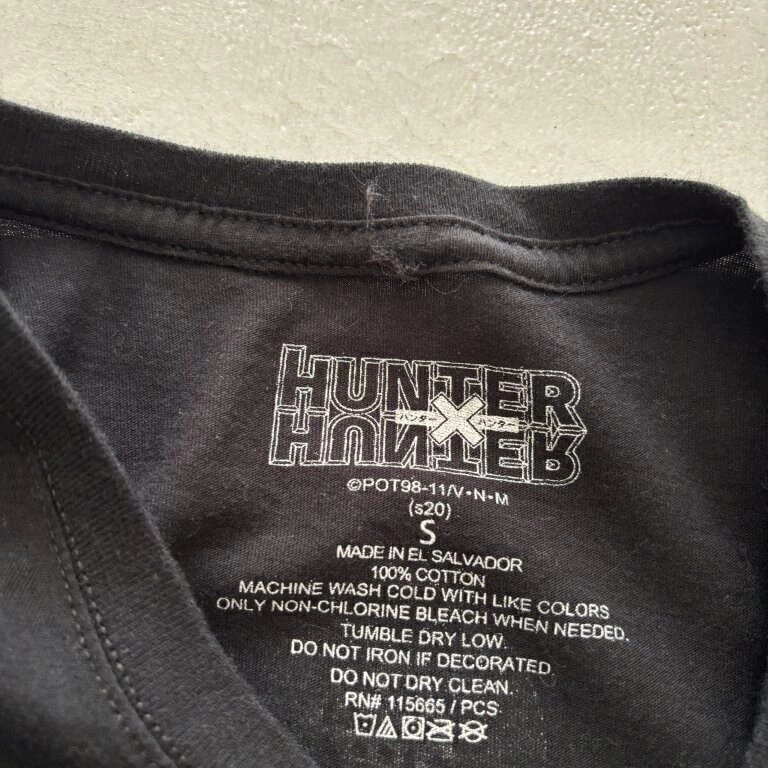 HUNTER
ハンター × ハンター
HUNTER
©POT98-11/V•N•M
(s20)
S
MADE IN EL SALVADOR
100% COTTON
MACHINE WASH COLD WITH LIKE COLORS
ONLY NON-CHLORINE BLEACH WHEN NEEDED.
TUMBLE DRY LOW.
DO NOT IRON IF DECORATED
DO NOT DRY CLEAN.
RN# 115665 / PCS